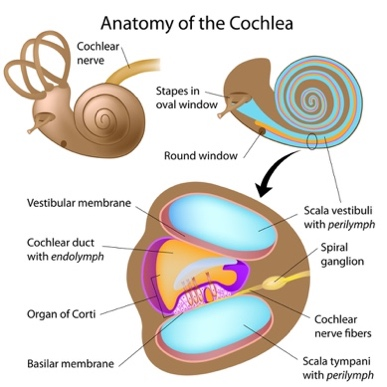 Anatomy of the Cochlea
Cochlear
nerve
Stapes in
oval window
Round window
Vestibular membrane
Scala vestibuli
with perilymph
Cochlear duct
with endolymph
Spiral
ganglion
Organ of Corti
Cochlear
nerve fibers
Basilar membrane
Scala tympani
with perilymph